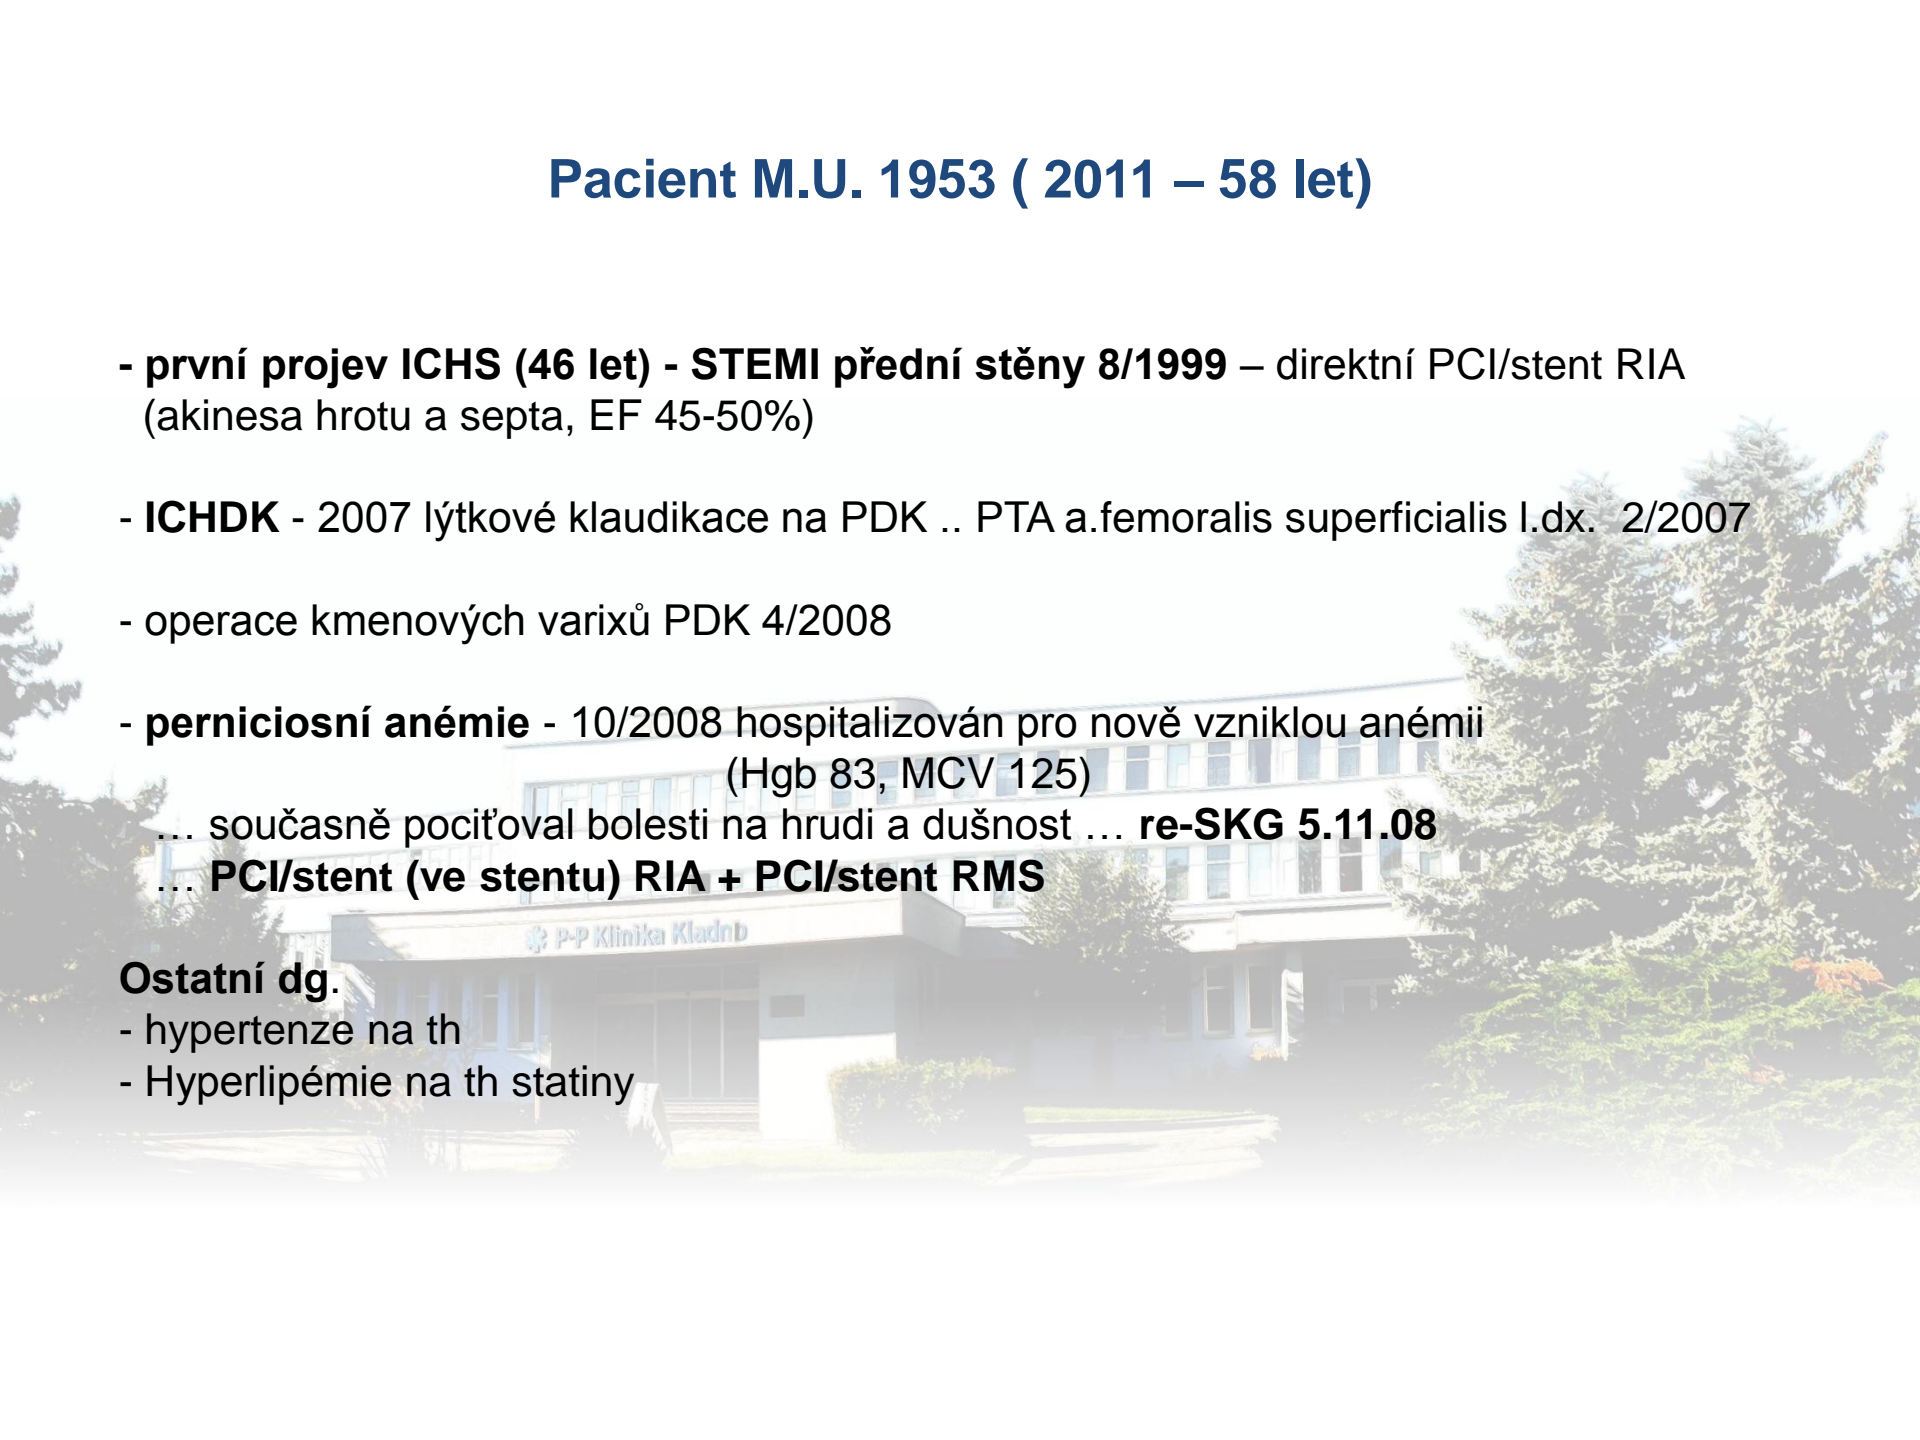 Pacient M.U. 1953 ( 2011 – 58 let)
- první projev ICHS (46 let) - STEMI přední stěny 8/1999 – direktní PCI/stent RIA
(akinesa hrotu a septa, EF 45-50%)
- ICHDK - 2007 lýtkové klaudikace na PDK .. PTA a.femoralis superficialis l.dx. 2/2007
- operace kmenových varixů PDK 4/2008
- perniciosní anémie - 10/2008 hospitalizován pro nově vzniklou anémii
(Hgb 83, MCV 125)
… současně pociťoval bolesti na hrudi a dušnost … re-SKG 5.11.08
… PCI/stent (ve stentu) RIA + PCI/stent RMS
P-P Klinika Kladno
Ostatní dg.
- hypertenze na th
- Hyperlipémie na th statiny